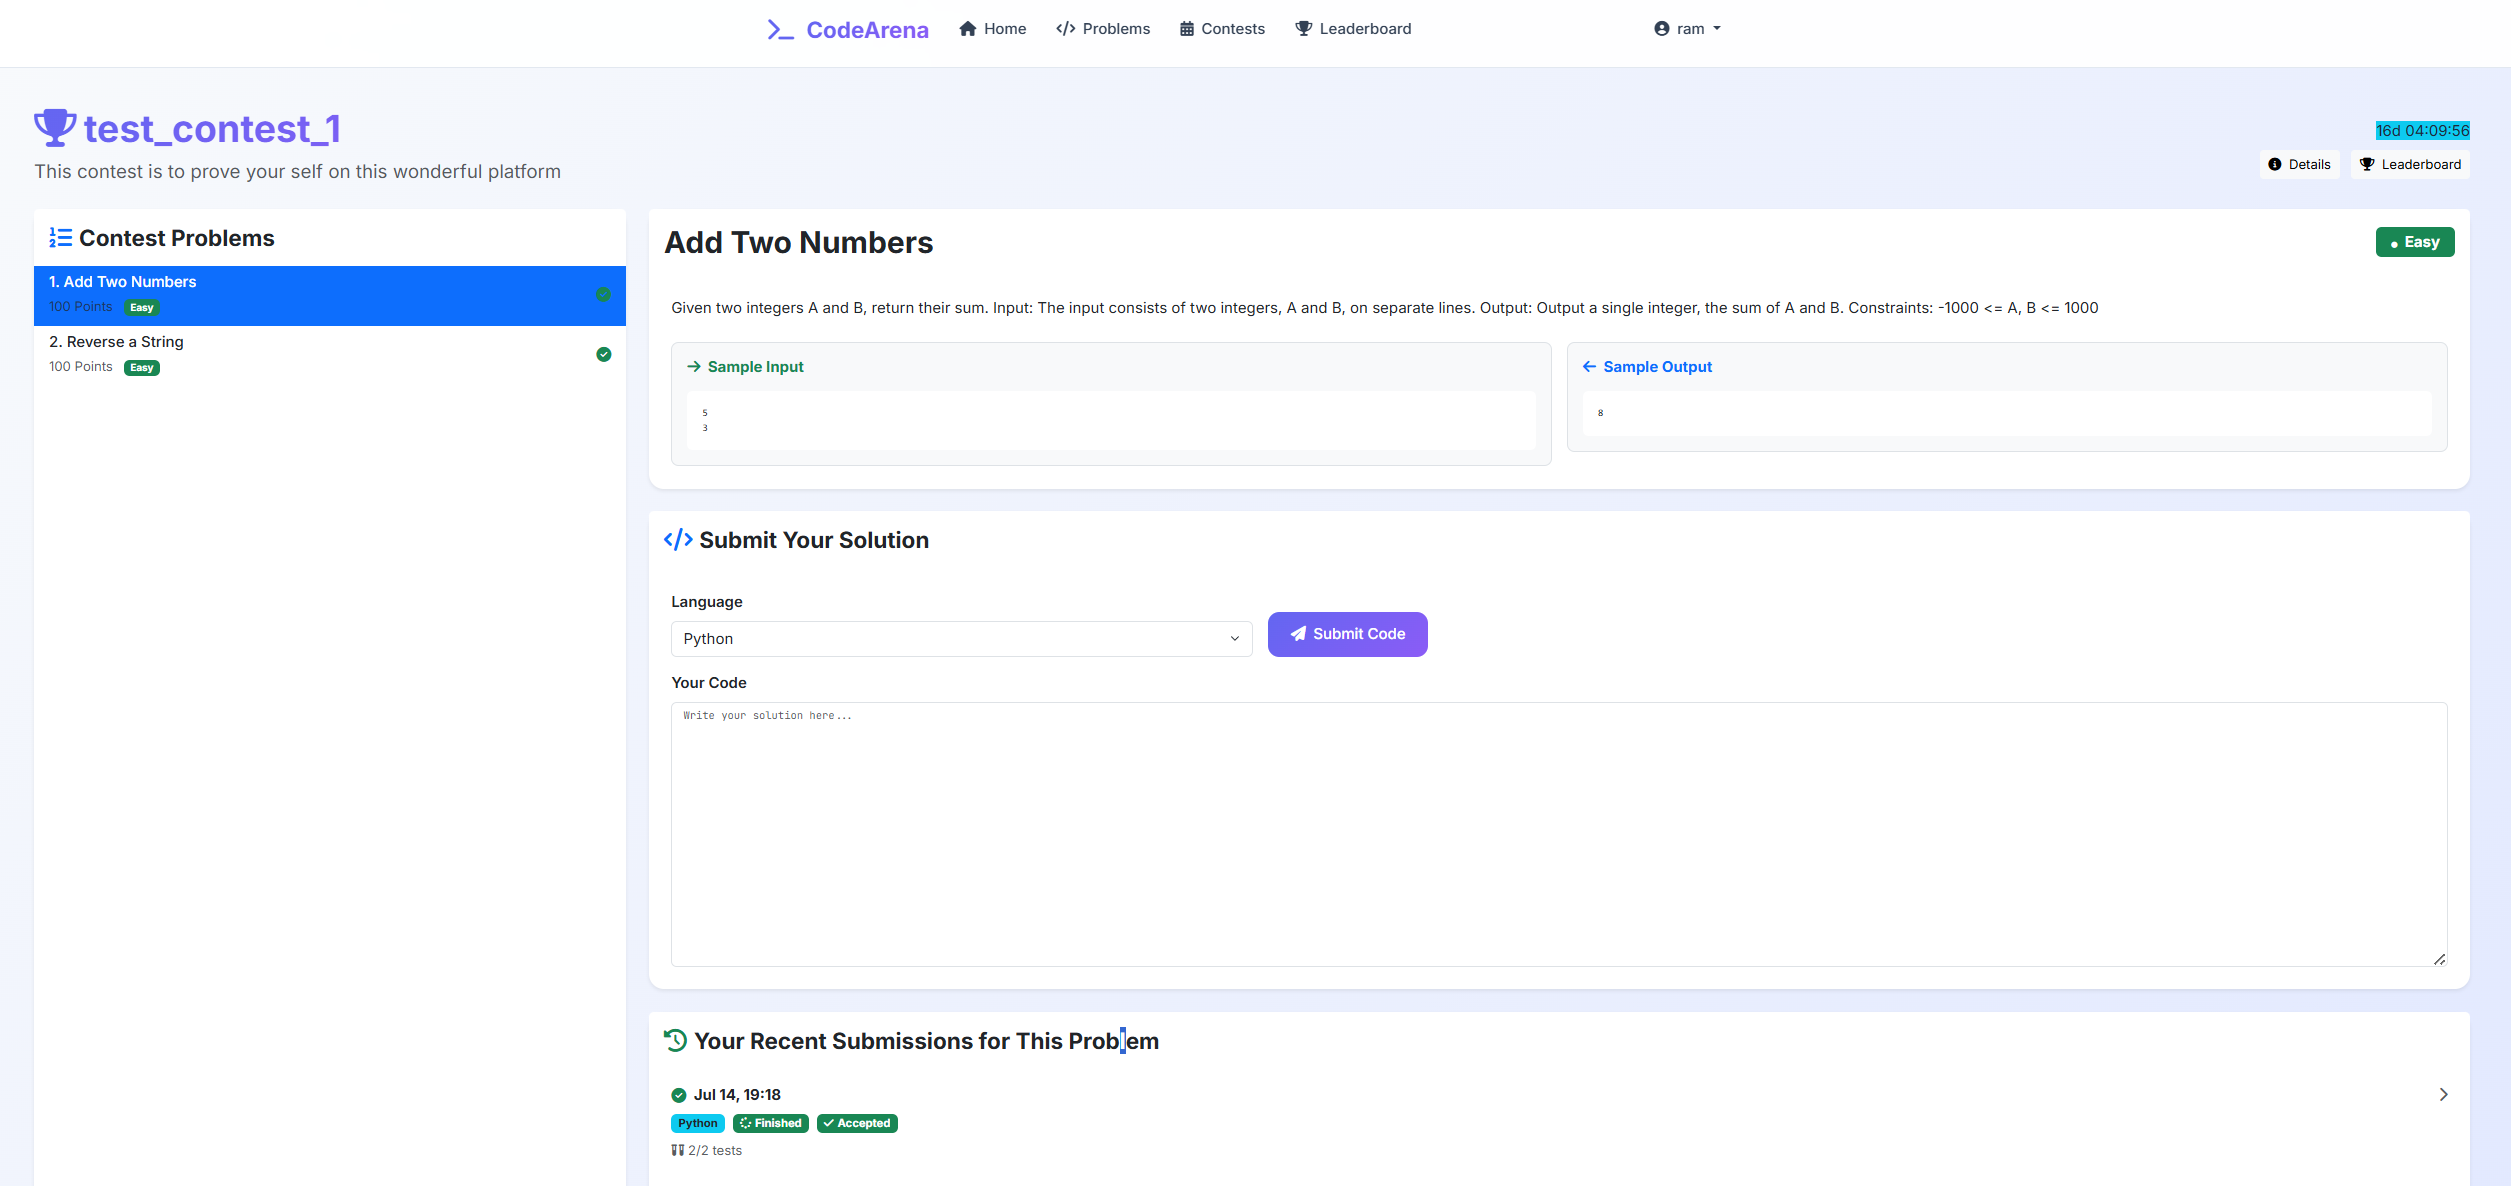 CodeArena
Home
Problems
Contests
Leaderboard
ram
test_contest_1
This contest is to prove your self on this wonderful platform
16d 04:09:56
Details
Leaderboard
Contest Problems
1. Add Two Numbers
100 Points Easy
2. Reverse a String
100 Points Easy
Add Two Numbers
Easy
Given two integers A and B, return their sum. Input: The input consists of two integers, A and B, on separate lines. Output: Output a single integer, the sum of A and B. Constraints: -1000 <= A, B <= 1000
Sample Input
5
3
Sample Output
8
Submit Your Solution
Language
Python
Submit Code
Your Code
Write your solution here...
Your Recent Submissions for This Problem
Jul 14, 19:18
Python Finished Accepted
2/2 tests